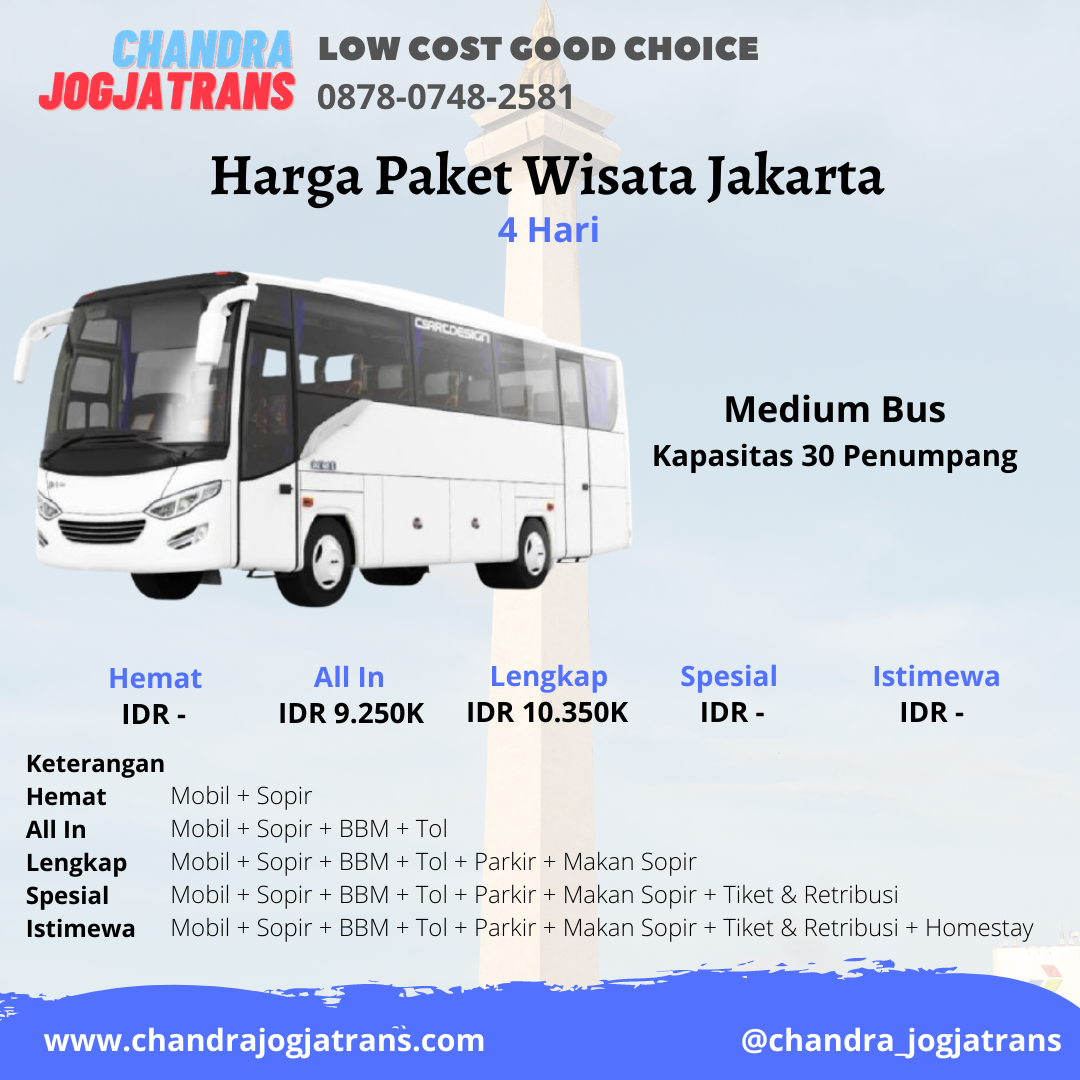 CHANDRA
JOGJATRANS
LOW COST GOOD CHOICE
0878-0748-2581
Harga Paket Wisata Jakarta
4 Hari
CSARTDESIGN
Medium Bus
Kapasitas 30 Penumpang
Hemat All In Lengkap Spesial Istimewa
IDR - IDR 9.250K IDR 10.350K IDR - IDR -
Keterangan
Hemat Mobil + Sopir
All In Mobil + Sopir + BBM + Tol
Lengkap Mobil + Sopir + BBM + Tol + Parkir + Makan Sopir
Spesial Mobil + Sopir + BBM + Tol + Parkir + Makan Sopir + Tiket & Retribusi
Istimewa Mobil + Sopir + BBM + Tol + Parkir + Makan Sopir + Tiket & Retribusi + Homestay
www.chandrajogjatrans.com
@chandra_jogjatrans